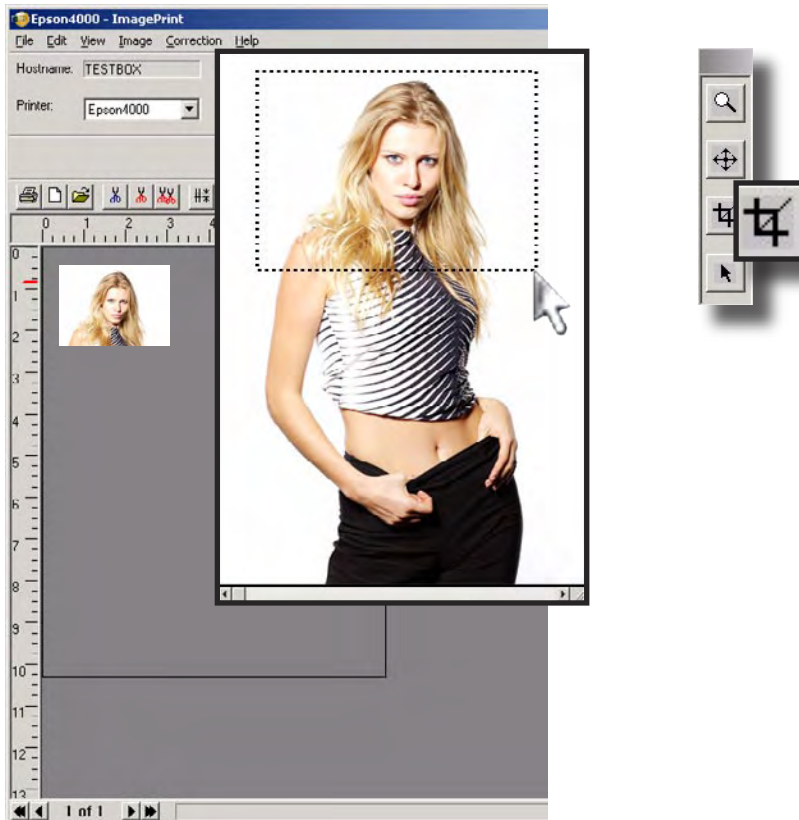 Epson4000 - ImagePrint
File Edit View Image Correction Help
Hostname: TESTBOX
Printer: Epson4000
0 1 2 3 4
0
1
2
3
4
5
6
7
8
9
10
11
12
13
1 of 1